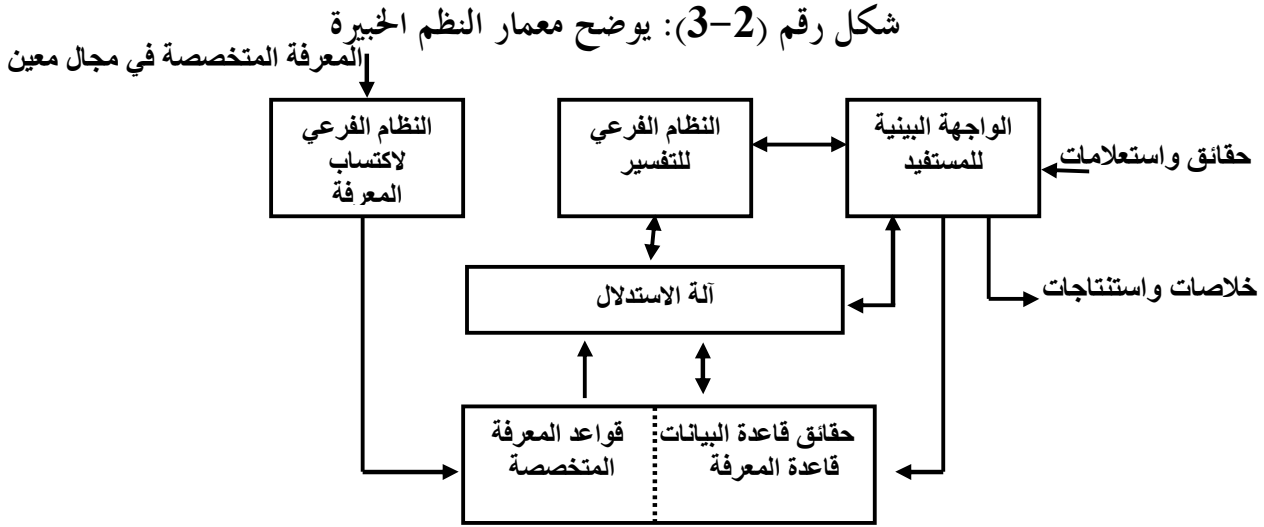 شكل رقم (2-3): يوضح معمار النظم الخبيرة
المعرفة المتخصصة في مجال معين
الواجهة البينية
للمستفيد
النظام الفرعي
للتفسير
النظام الفرعي
لاكتساب
المعرفة
حقائق واستعلامات
آلة الاستدلال
خلاصات واستنتاجات
حقائق قاعدة البيانات
قاعدة المعرفة
قواعد المعرفة
المتخصصة